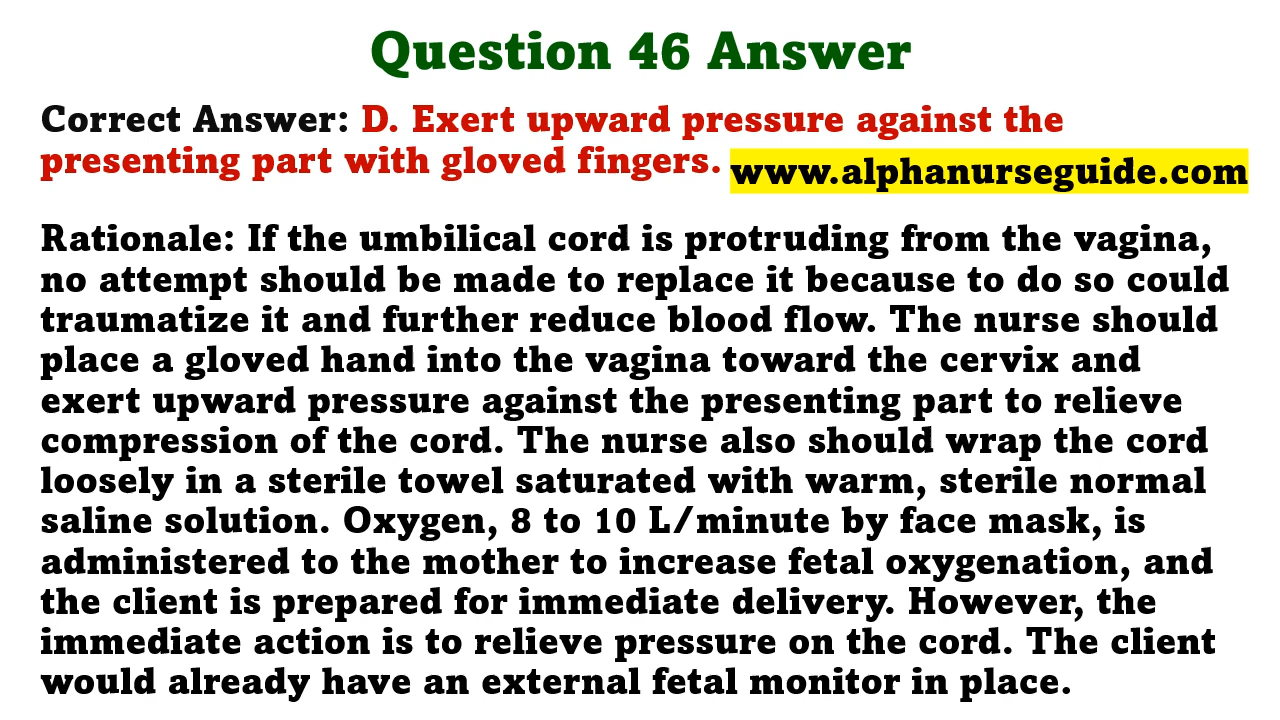 Question 46 Answer
Correct Answer: D. Exert upward pressure against the
presenting part with gloved fingers.
www.alphanurseguide.com
Rationale: If the umbilical cord is protruding from the vagina,
no attempt should be made to replace it because to do so could
traumatize it and further reduce blood flow. The nurse should
place a gloved hand into the vagina toward the cervix and
exert upward pressure against the presenting part to relieve
compression of the cord. The nurse also should wrap the cord
loosely in a sterile towel saturated with warm, sterile normal
saline solution. Oxygen, 8 to 10 L/minute by face mask, is
administered to the mother to increase fetal oxygenation, and
the client is prepared for immediate delivery. However, the
immediate action is to relieve pressure on the cord. The client
would already have an external fetal monitor in place.